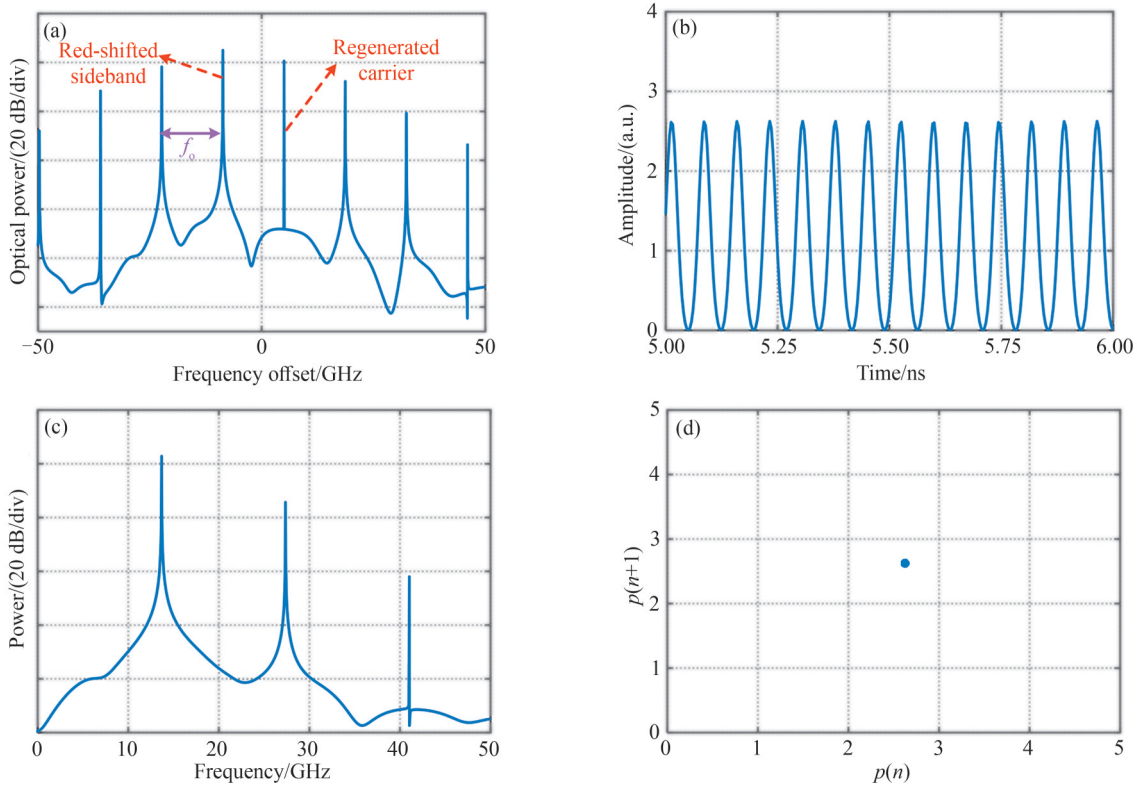 (a)
Red-shifted
sideband
Regenerated
carrier
fo
Optical power/(20 dB/div)
−50
0
50
Frequency offset/GHz
(b)
Amplitude/(a.u.)
4
3
2
1
0
5.00
5.25
5.50
5.75
6.00
Time/ns
(c)
Power/(20 dB/div)
0
10
20
30
40
50
Frequency/GHz
(d)
p(n+1)
5
4
3
2
1
0
0
1
2
3
4
5
p(n)